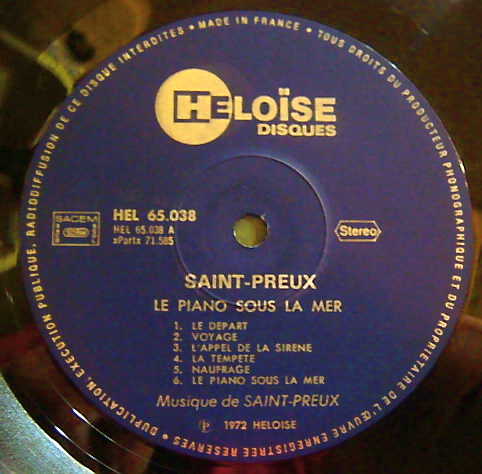 • MADE IN FRANCE • TOUS DROITS DU PRODUCTEUR PHONOGRAPHIQUE ET DU PROPRIETAIRE DE L'ŒUVRE ENREGISTREE RESERVES • DUPLICATION, EXECUTION PUBLIQUE, RADIODIFFUSION DE CE DISQUE INTERDITES
HELOÏSE
DISQUES
SACEM
HEL 65.038
HEL 65.038 A
xPartx 71.585
Stereo
SAINT-PREUX
LE PIANO SOUS LA MER
1. LE DEPART
2. VOYAGE
3. L'APPEL DE LA SIRENE
4. LA TEMPETE
5. NAUFRAGE
6. LE PIANO SOUS LA MER
Musique de SAINT-PREUX
Ⓟ 1972 HELOISE